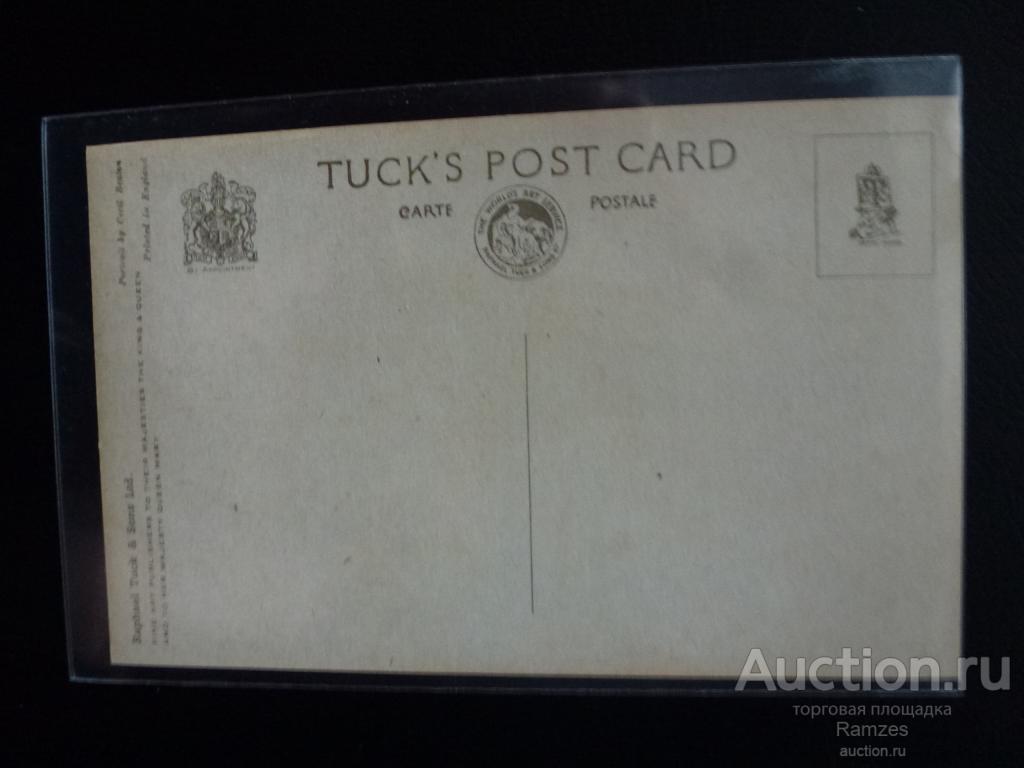 TUCK'S POST CARD
CARTE POSTALE
THE WORLD'S ART SERVICE
RAPHAEL TUCK & SONS LTD
BY APPOINTMENT
Portrait by Cecil Beaton
Printed in England
Raphael Tuck & Sons Ltd.
FINE ART PUBLISHERS TO THEIR MAJESTIES THE KING & QUEEN
AND TO HER MAJESTY QUEEN MARY
Auction.ru
торговая площадка
Ramzes
auction.ru